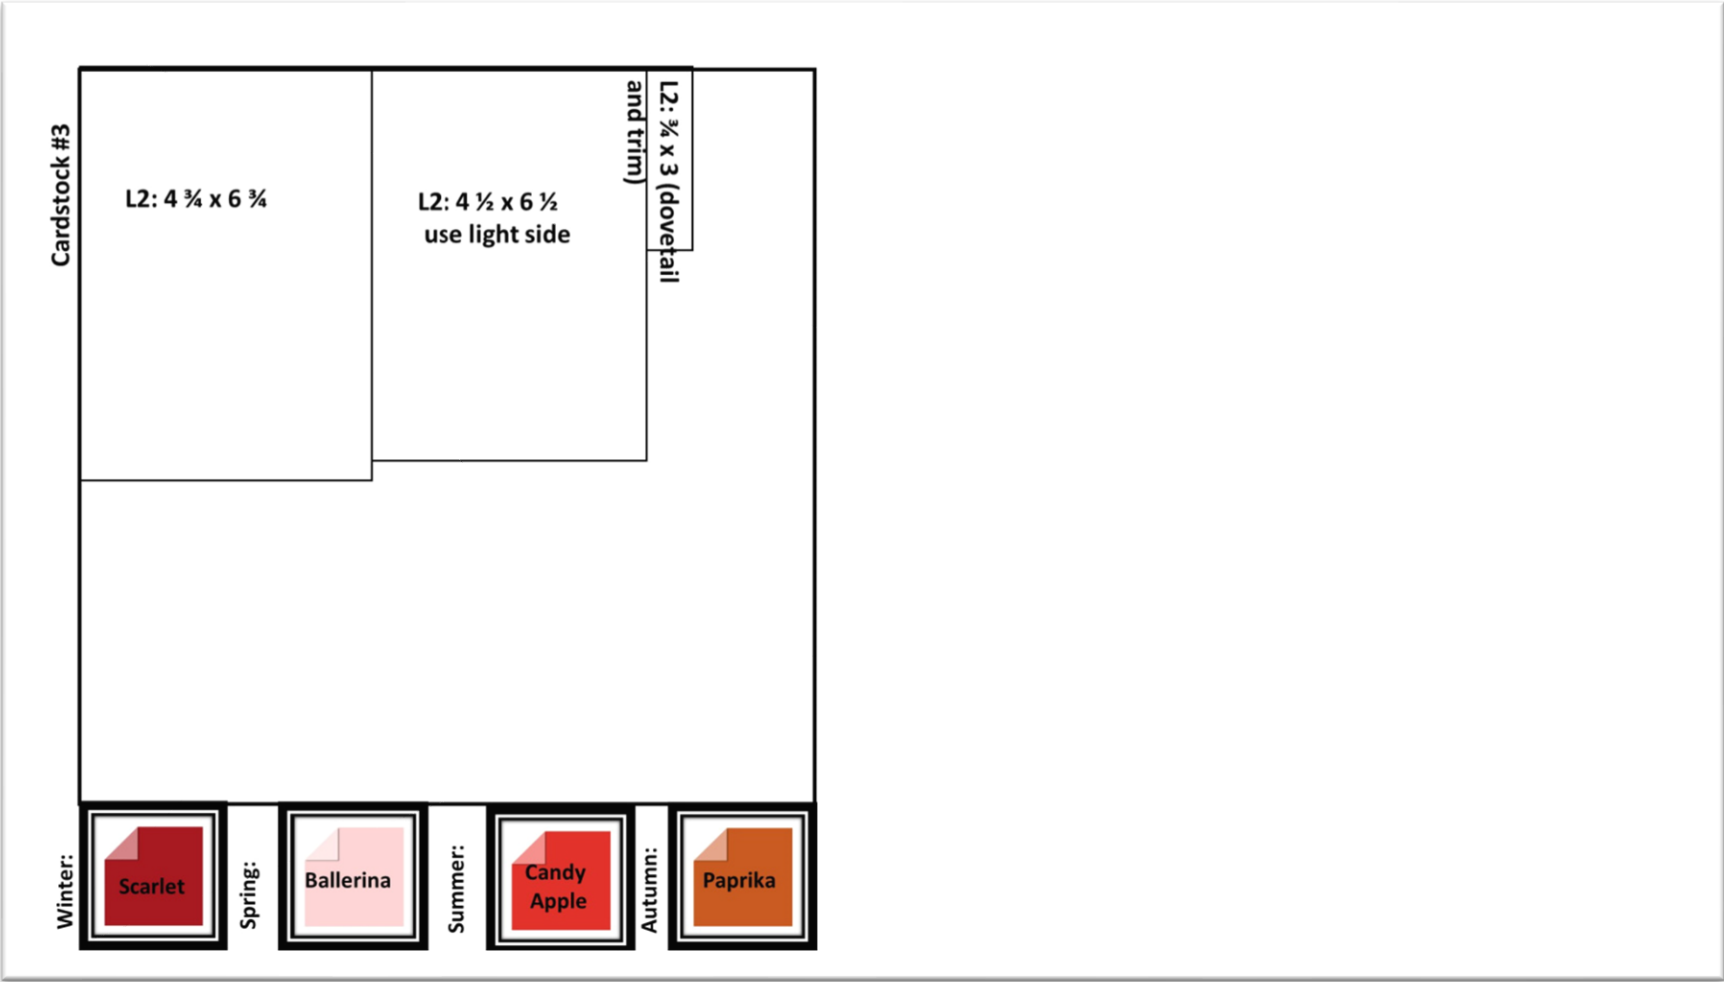 Cardstock #3
L2: 4 ¾ x 6 ¾
L2: 4 ½ x 6 ½
use light side
L2: ¾ x 3 (dovetail
and trim)
Winter:
Scarlet
Spring:
Ballerina
Summer:
Candy
Apple
Autumn:
Paprika